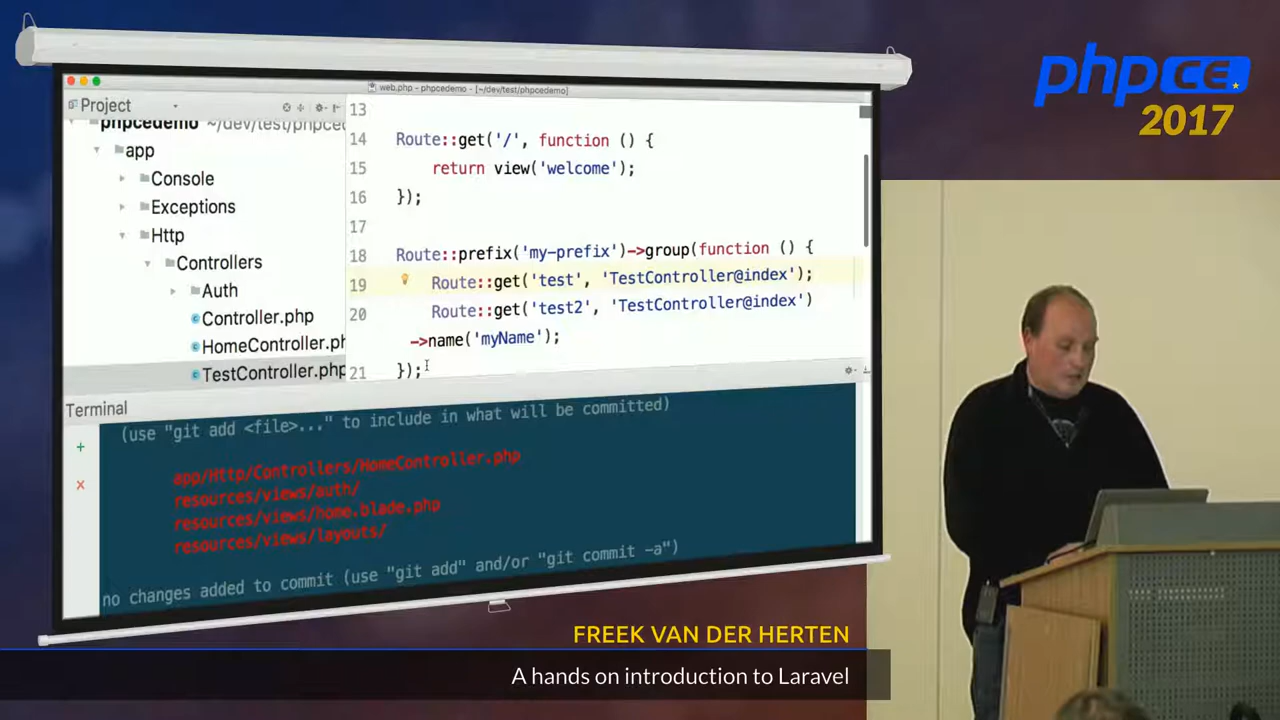 php CE
2017
web.php - phpcedemo - [~/dev/test/phpcedemo]
Project
phpcedemo ~/dev/test/phpced
app
Console
Exceptions
Http
Controllers
Auth
Controller.php
HomeController.ph
TestController.php
13
14 Route::get('/', function () {
15 return view('welcome');
16 });
17
18 Route::prefix('my-prefix')->group(function () {
19 Route::get('test', 'TestController@index');
20 Route::get('test2', 'TestController@index')
->name('myName');
21 });
Terminal
(use "git add <file>..." to include in what will be committed)
app/Http/Controllers/HomeController.php
resources/views/auth/
resources/views/home.blade.php
resources/views/layouts/
no changes added to commit (use "git add" and/or "git commit -a")
FREEK VAN DER HERTEN
A hands on introduction to Laravel